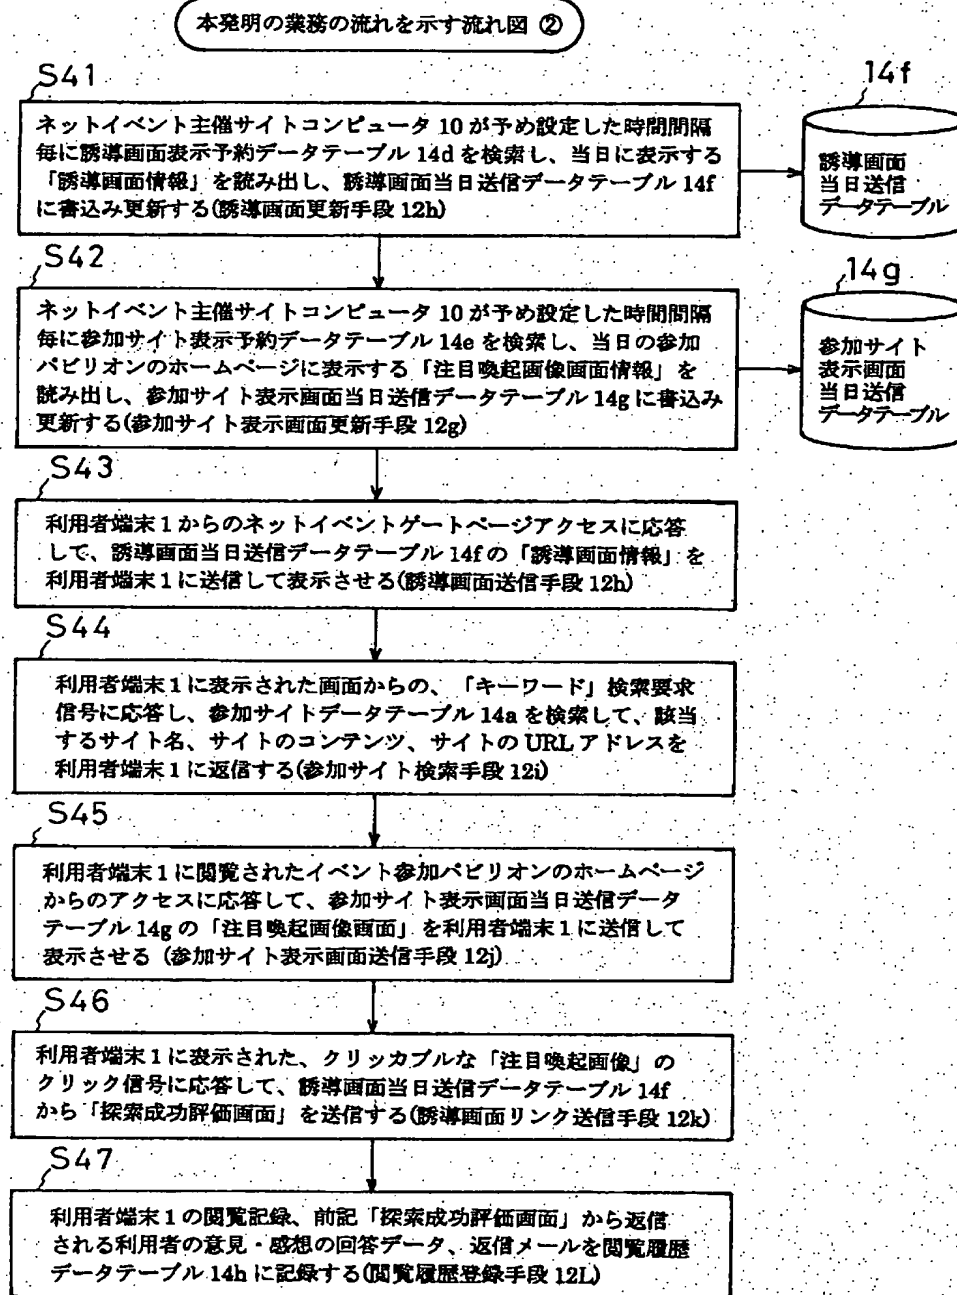 本発明の業務の流れを示す流れ図 ②
S41
ネットイベント主催サイトコンピュータ 10 が予め設定した時間間隔
毎に誘導画面表示予約データテーブル 14d を検索し、当日に表示する
「誘導画面情報」を読み出し、誘導画面当日送信データテーブル 14f
に書込み更新する(誘導画面更新手段 12h)
14f
誘導画面
当日送信
データテーブル
S42
ネットイベント主催サイトコンピュータ 10 が予め設定した時間間隔
毎に参加サイト表示予約データテーブル 14e を検索し、当日の参加
パビリオンのホームページに表示する「注目喚起画像画面情報」を
読み出し、参加サイト表示画面当日送信データテーブル 14g に書込み
更新する(参加サイト表示画面更新手段 12g)
14g
参加サイト
表示画面
当日送信
データテーブル
S43
利用者端末 1 からのネットイベントゲートページアクセスに応答
して、誘導画面当日送信データテーブル 14f の「誘導画面情報」を
利用者端末 1 に送信して表示させる(誘導画面送信手段 12h)
S44
利用者端末 1 に表示された画面からの、「キーワード」検索要求
信号に応答し、参加サイトデータテーブル 14a を検索して、該当
するサイト名、サイトのコンテンツ、サイトの URL アドレスを
利用者端末 1 に返信する(参加サイト検索手段 12i)
S45
利用者端末 1 に閲覧されたイベント参加パビリオンのホームページ
からのアクセスに応答して、参加サイト表示画面当日送信データ
テーブル 14g の「注目喚起画像画面」を利用者端末 1 に送信して
表示させる (参加サイト表示画面送信手段 12j)
S46
利用者端末 1 に表示された、クリッカブルな「注目喚起画像」の
クリック信号に応答して、誘導画面当日送信データテーブル 14f
から「探索成功評価画面」を送信する(誘導画面リンク送信手段 12k)
S47
利用者端末 1 の閲覧記録、前記「探索成功評価画面」から返信
される利用者の意見・感想の回答データ、返信メールを閲覧履歴
データテーブル 14h に記録する(閲覧履歴登録手段 12L)